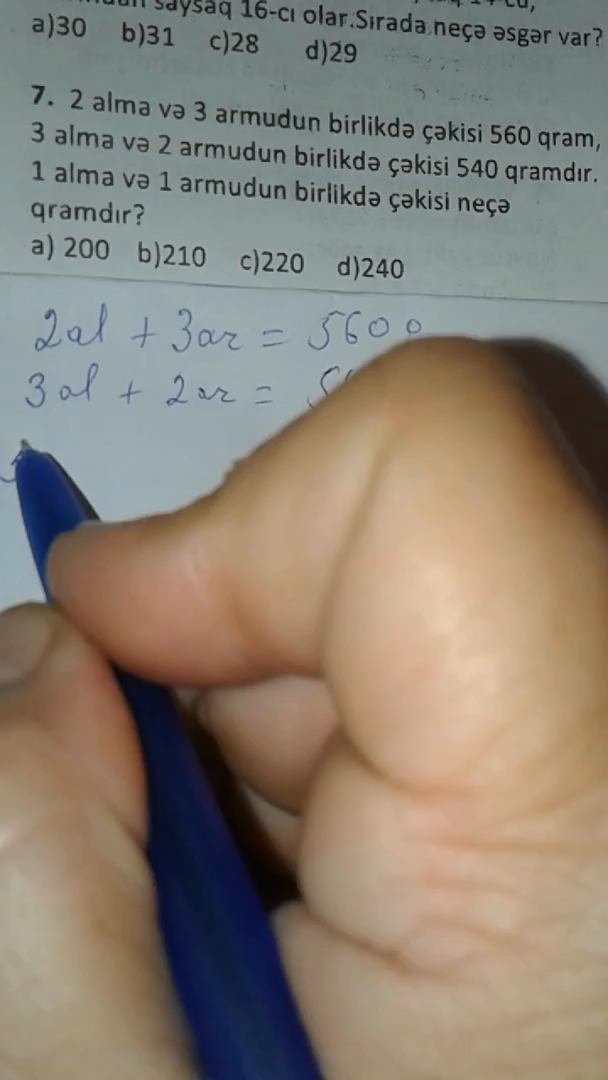 saysaq 16-cı olar.Sırada neçə əsgər var?
a)30 b)31 c)28 d)29
7. 2 alma və 3 armudun birlikdə çəkisi 560 qram,
3 alma və 2 armudun birlikdə çəkisi 540 qramdır.
1 alma və 1 armudun birlikdə çəkisi neçə
qramdır?
a) 200 b)210 c)220 d)240
2al + 3ar = 560
3al + 2ar = 5